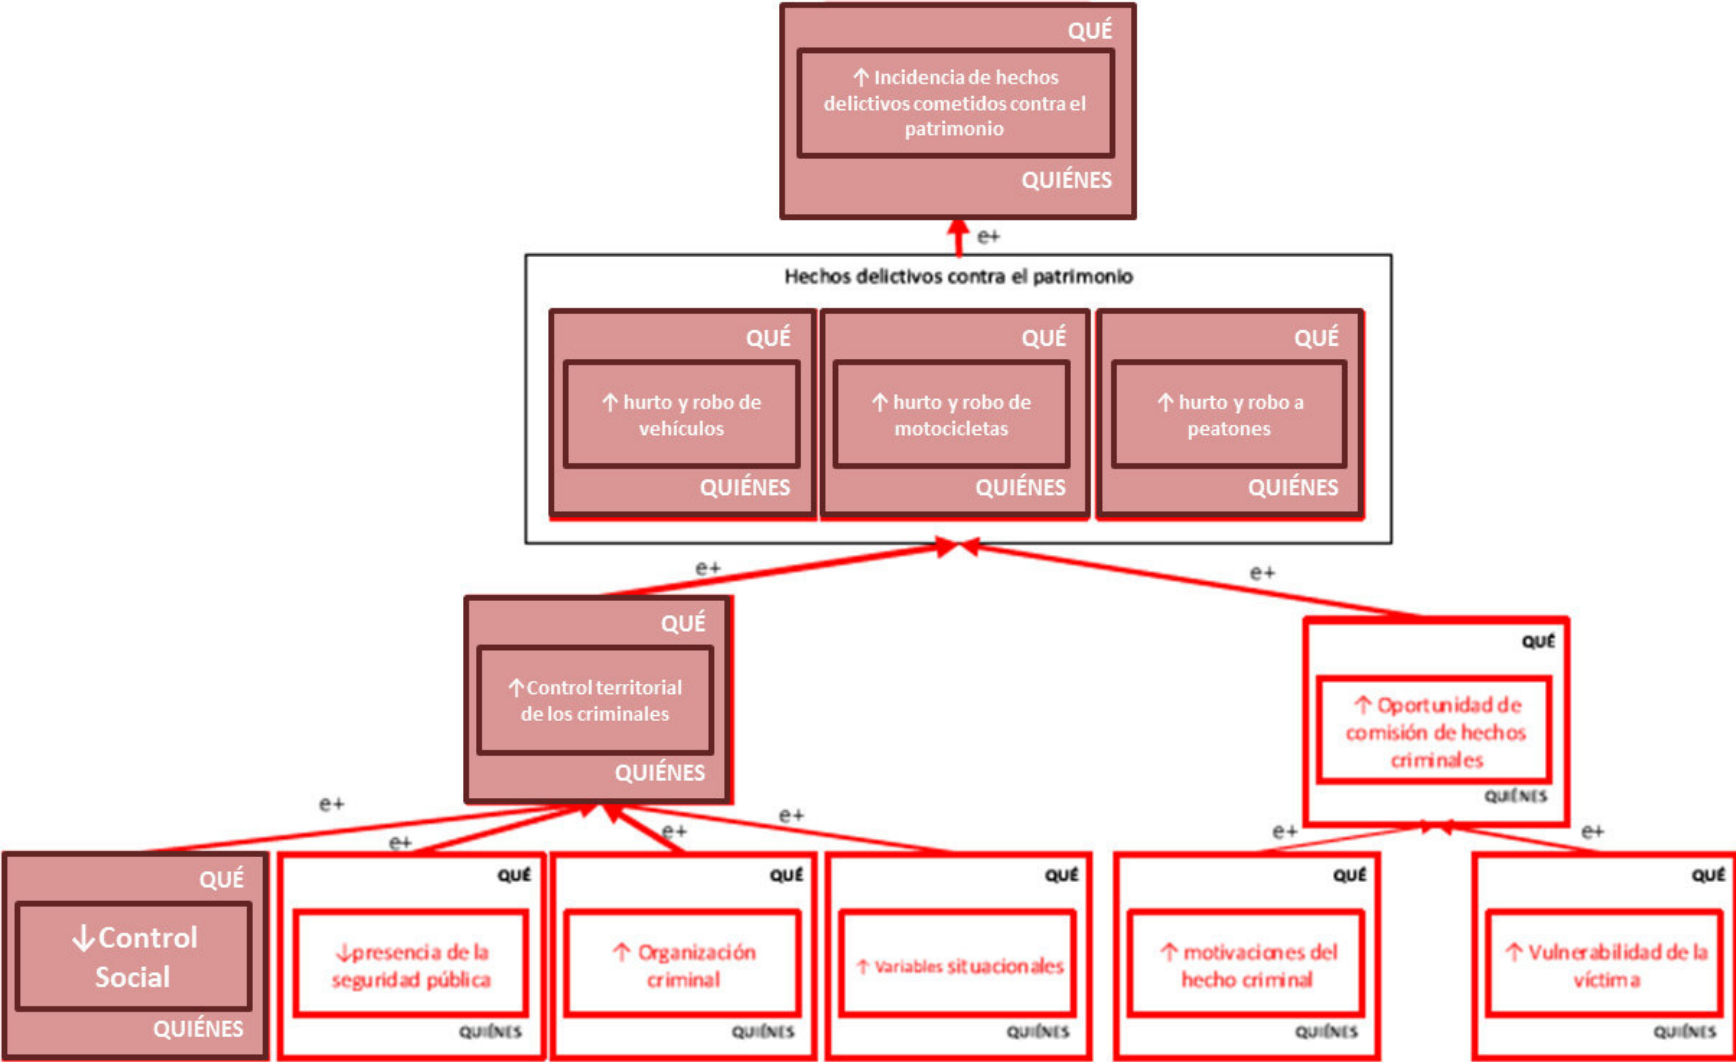 QUÉ
↑ Incidencia de hechos
delictivos cometidos contra el
patrimonio
QUIÉNES
e+
Hechos delictivos contra el patrimonio
QUÉ
↑ hurto y robo de
vehículos
QUIÉNES
QUÉ
↑ hurto y robo de
motocicletas
QUIÉNES
QUÉ
↑ hurto y robo a
peatones
QUIÉNES
e+
e+
QUÉ
↑Control territorial
de los criminales
QUIÉNES
QUÉ
↑ Oportunidad de
comisión de hechos
criminales
QUIÉNES
e+
e+
e+
e+
e+
e+
QUÉ
↓Control
Social
QUIÉNES
QUÉ
↓presencia de la
seguridad pública
QUIÉNES
QUÉ
↑ Organización
criminal
QUIÉNES
QUÉ
↑ Variables situacionales
QUIÉNES
QUÉ
↑ motivaciones del
hecho criminal
QUIÉNES
QUÉ
↑ Vulnerabilidad de la
víctima
QUIÉNES